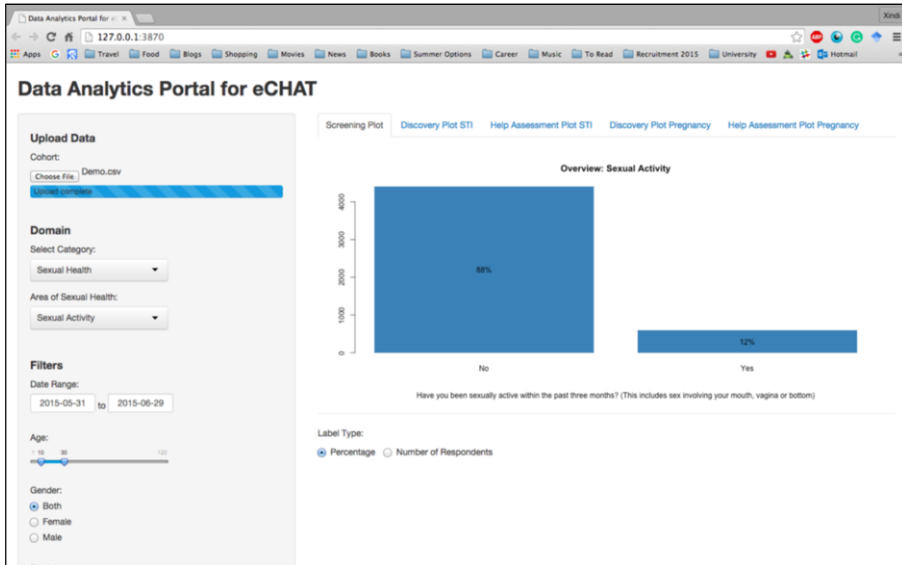 Data Analytics Portal for eC
Xindi
127.0.0.1:3870
Apps Travel Food Blogs Shopping Movies News Books Summer Options Career Music To Read Recruitment 2015 University Hotmail
Data Analytics Portal for eCHAT
Upload Data
Cohort:
Choose File Demo.csv
Upload complete
Domain
Select Category:
Sexual Health
Area of Sexual Health:
Sexual Activity
Filters
Date Range:
2015-05-31 to 2015-06-29
Age:
1 10 30 120
Gender:
Both
Female
Male
Screening Plot Discovery Plot STI Help Assessment Plot STI Discovery Plot Pregnancy Help Assessment Plot Pregnancy
Overview: Sexual Activity
4000
3000
2000
1000
0
88%
12%
No Yes
Have you been sexually active within the past three months? (This includes sex involving your mouth, vagina or bottom)
Label Type:
Percentage Number of Respondents